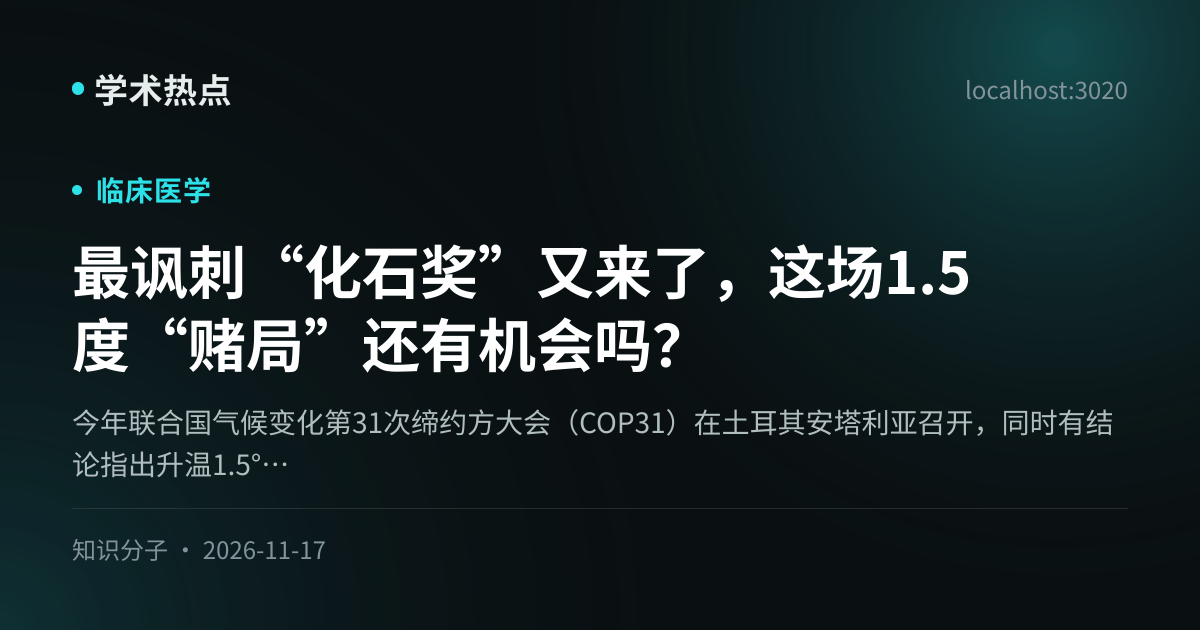 学术热点
localhost:3020
临床医学
最讽刺“化石奖”又来了，这场1.5
度“赌局”还有机会吗？
今年联合国气候变化第31次缔约方大会（COP31）在土耳其安塔利亚召开，同时有结
论指出升温1.5°…
知识分子 • 2026-11-17